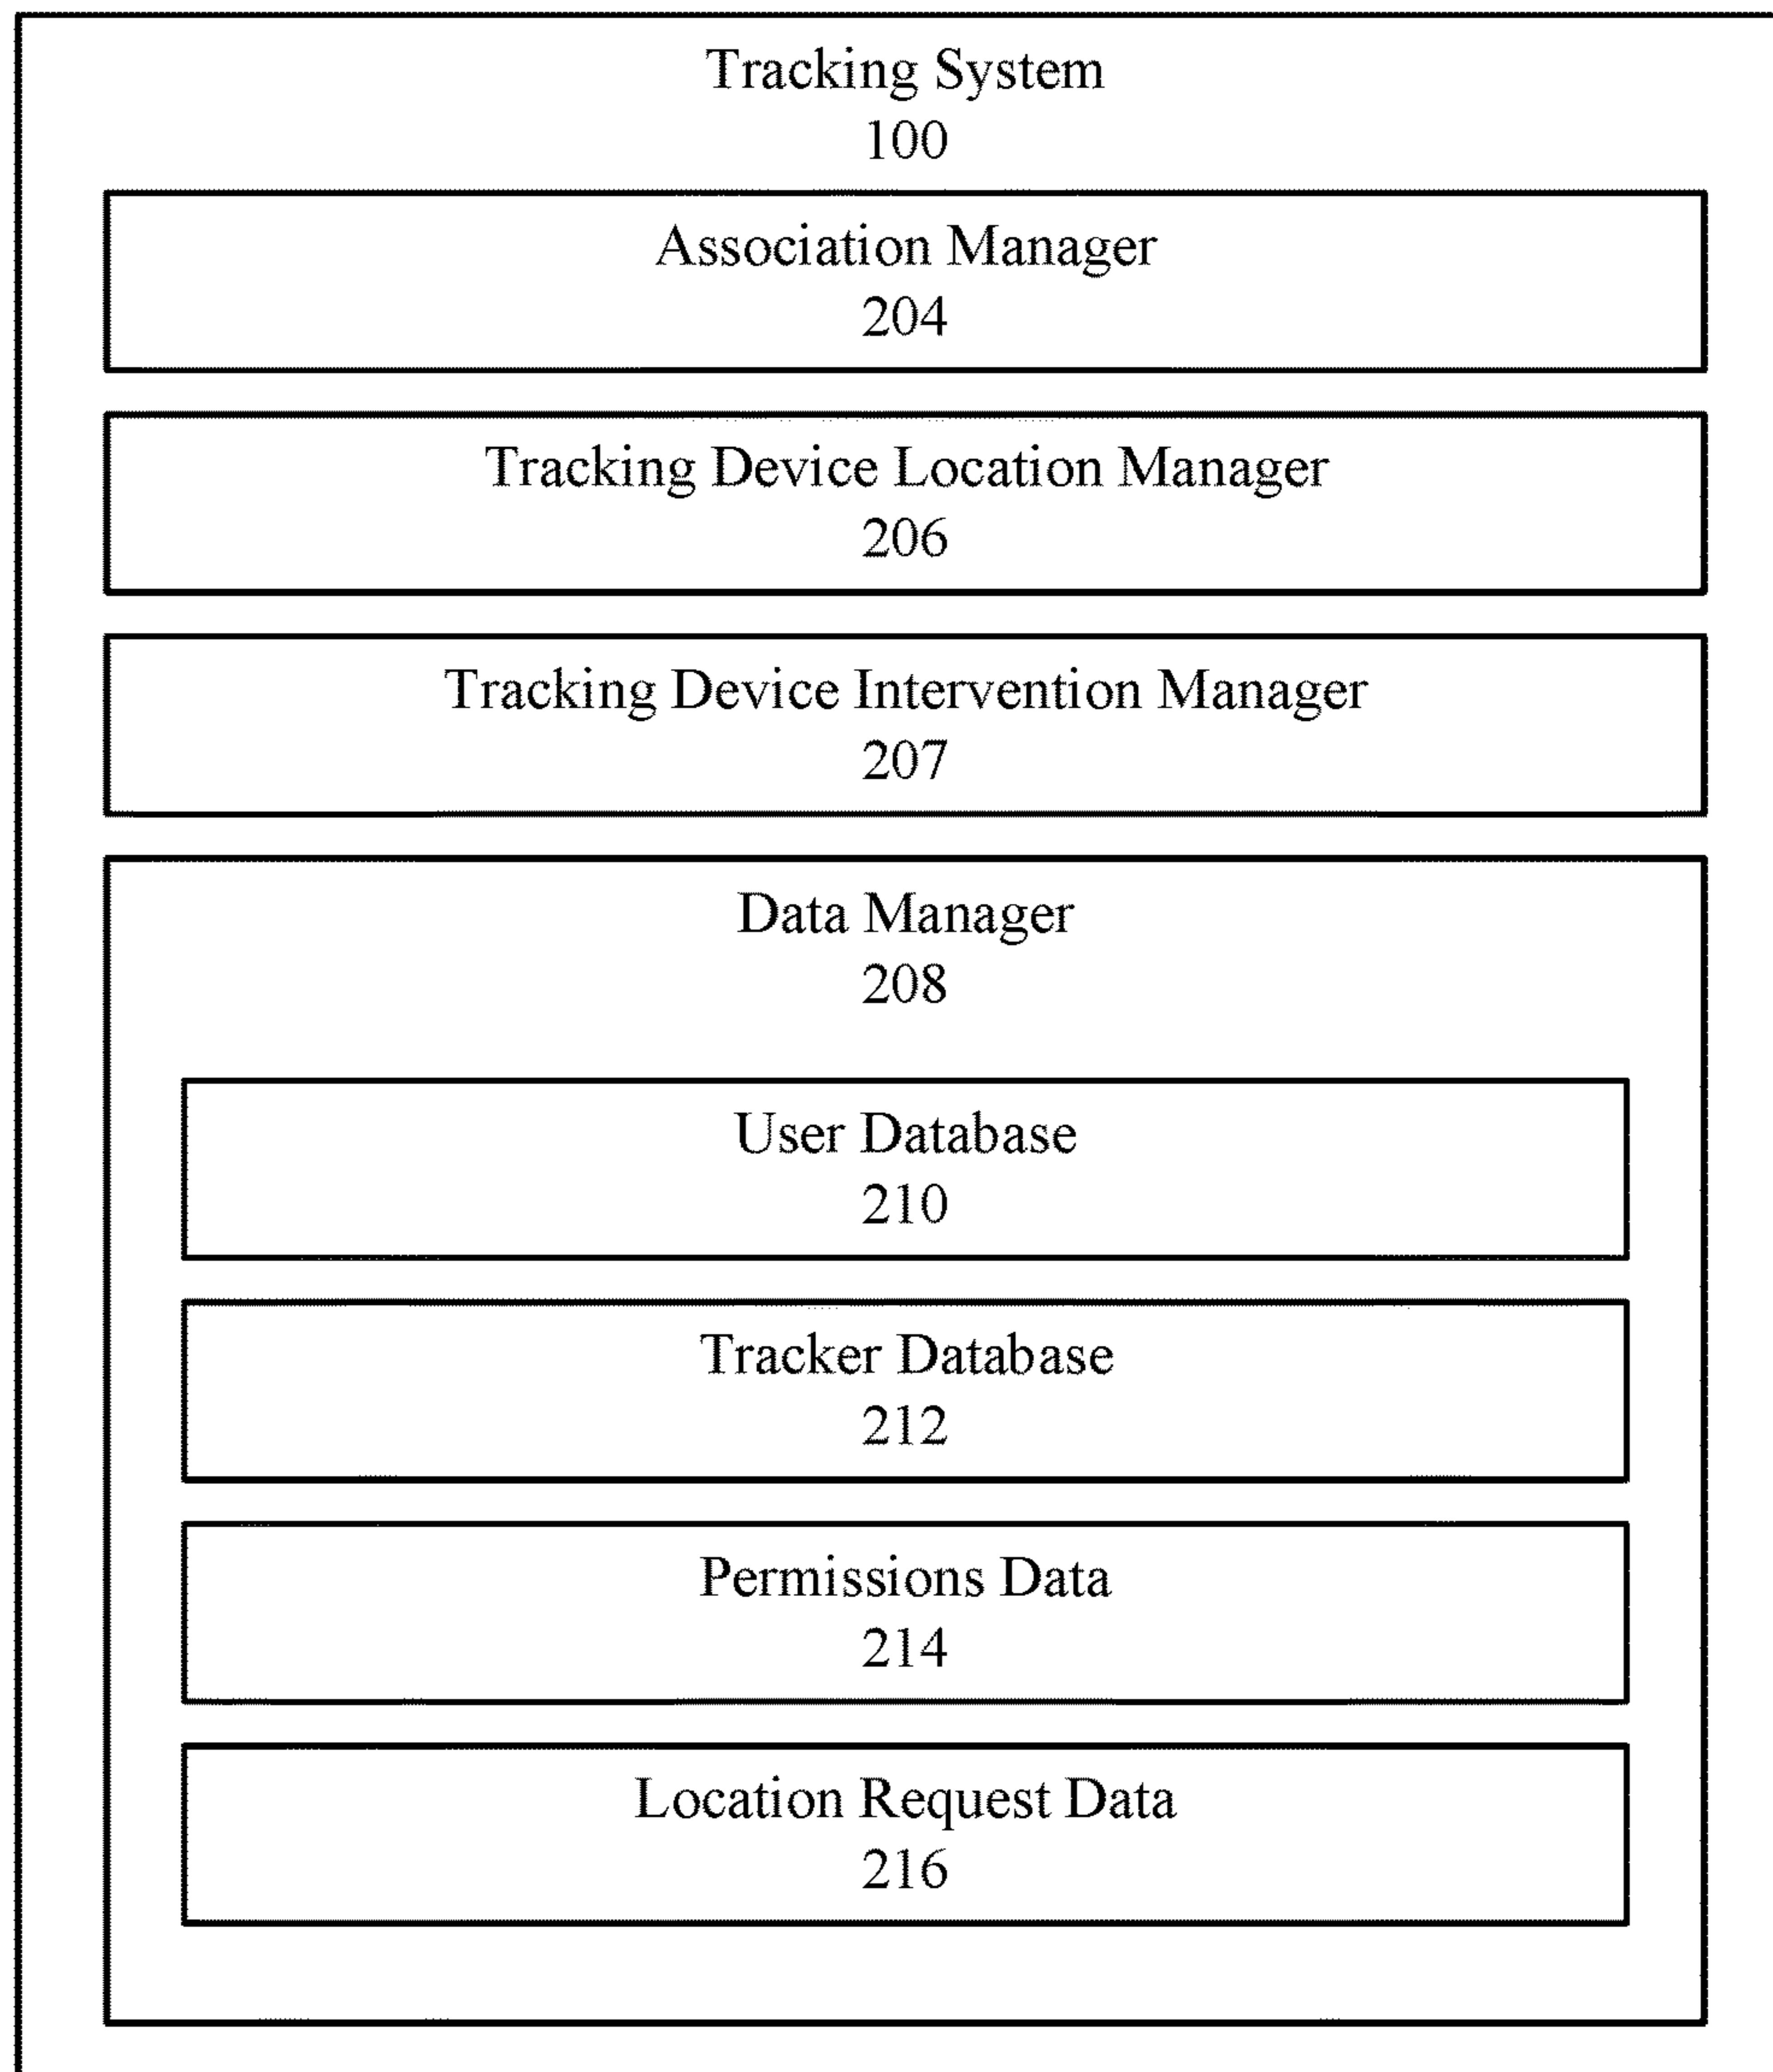 Tracking System
100
Association Manager
204
Tracking Device Location Manager
206
Tracking Device Intervention Manager
207
Data Manager
208
User Database
210
Tracker Database
212
Permissions Data
214
Location Request Data
216